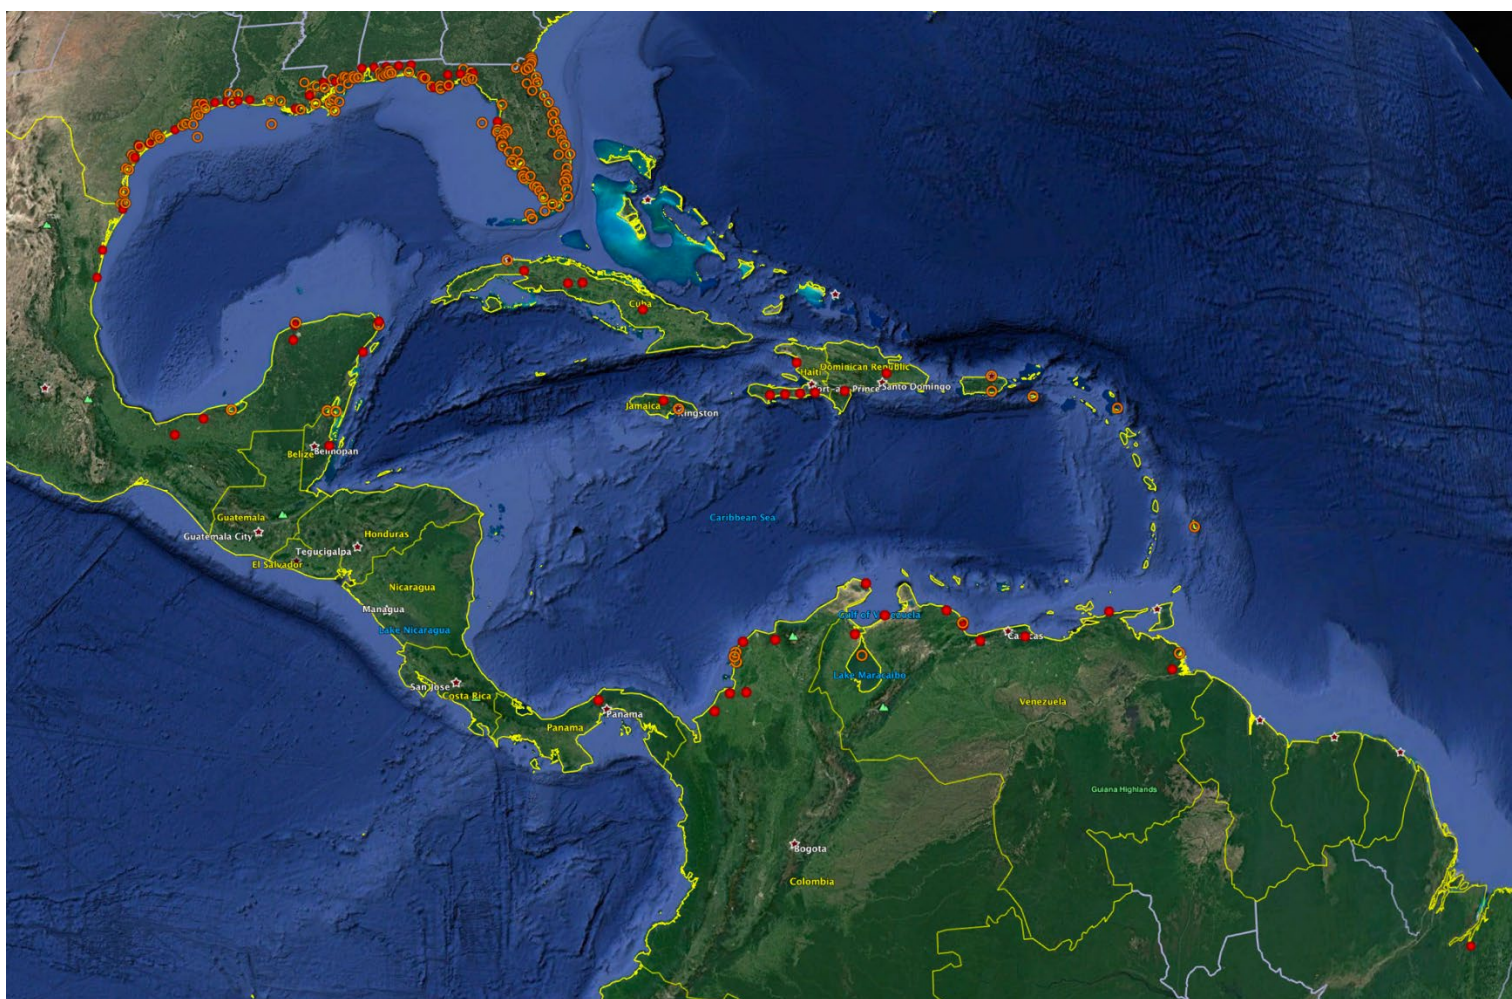 Cuba
Haiti
Dominican Republic
Prince
Santo Domingo
Jamaica
Kingston
Belize
Belmopan
Caribbean Sea
Guatemala
Guatemala City
Honduras
Tegucigalpa
El Salvador
Nicaragua
Managua
Lake Nicaragua
San Jose
Costa Rica
Panama
Panama
Lake Maracaibo
Venezuela
Guiana Highlands
Bogota
Colombia